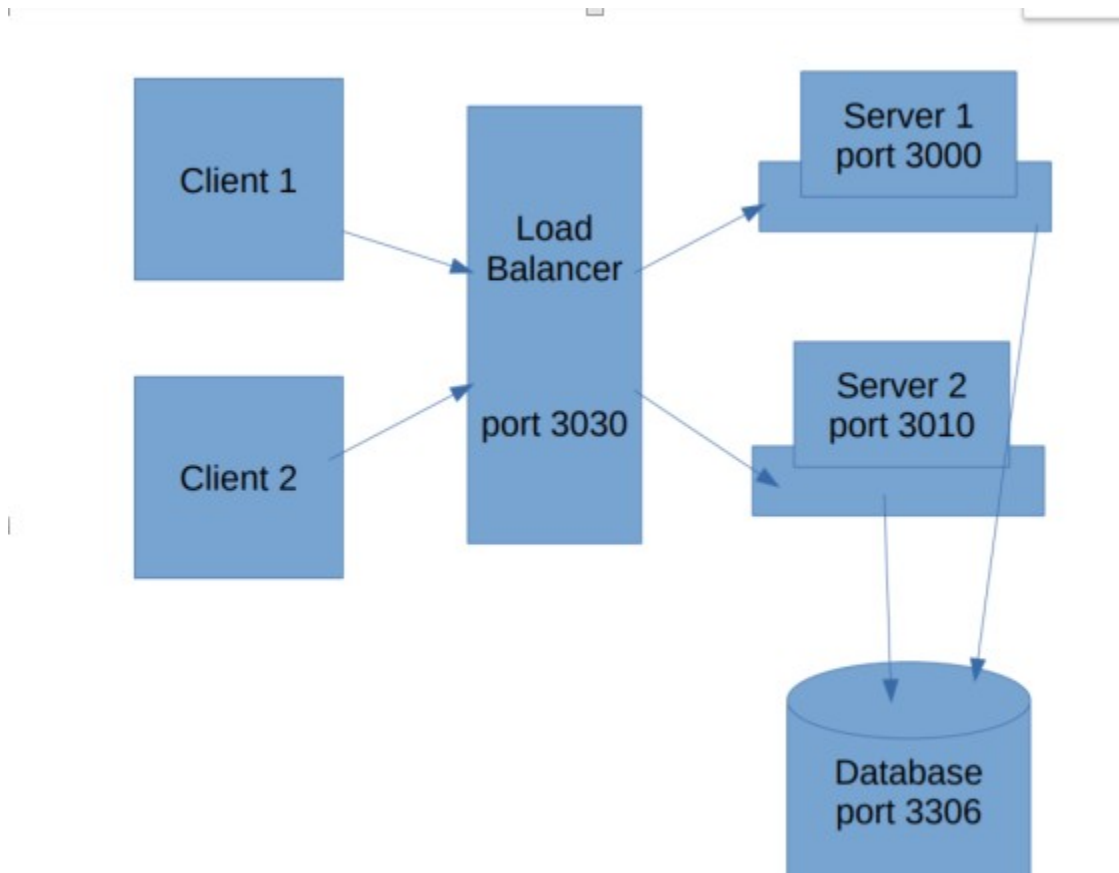 Client 1
Client 2
Load
Balancer
port 3030
Server 1
port 3000
Server 2
port 3010
Database
port 3306